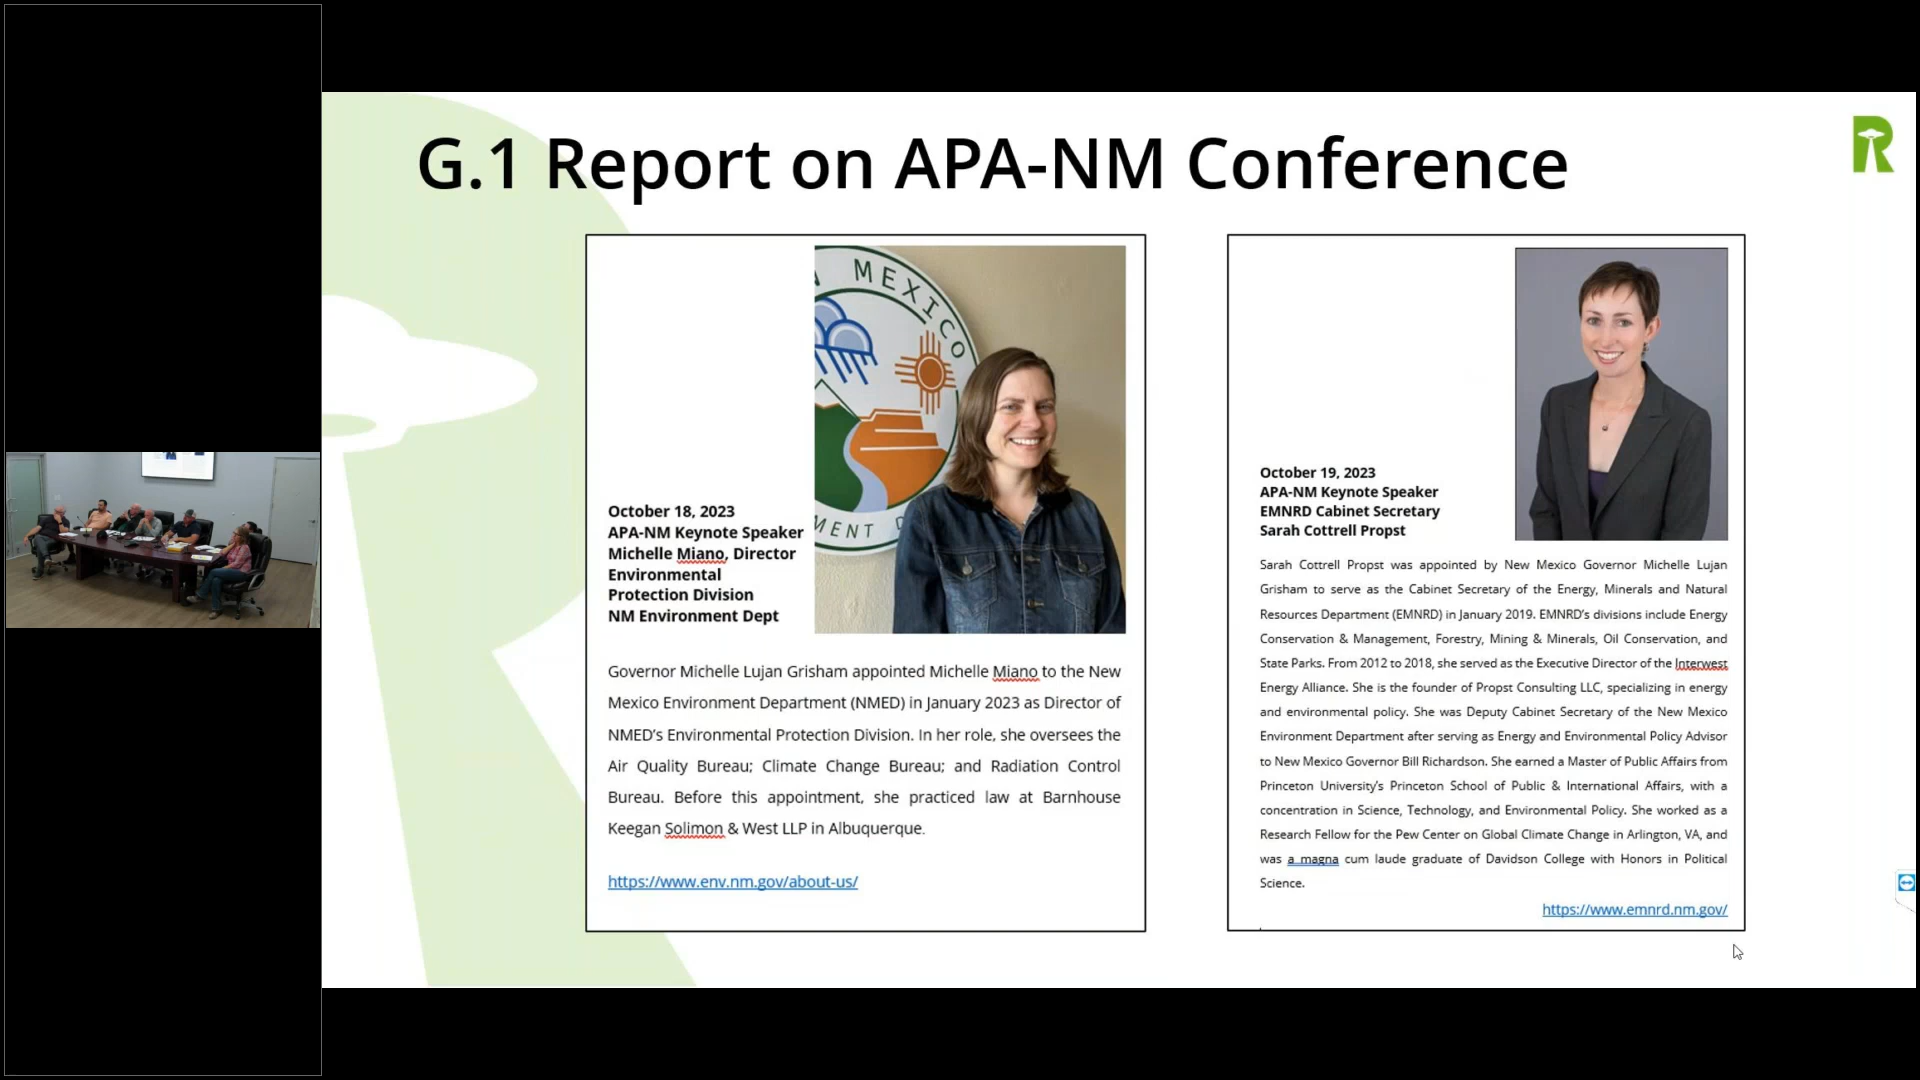 G.1 Report on APA-NM Conference
R
MEXICO
MENT D
October 18, 2023
APA-NM Keynote Speaker
Michelle Miano, Director
Environmental
Protection Division
NM Environment Dept
Governor Michelle Lujan Grisham appointed Michelle Miano to the New
Mexico Environment Department (NMED) in January 2023 as Director of
NMED's Environmental Protection Division. In her role, she oversees the
Air Quality Bureau; Climate Change Bureau; and Radiation Control
Bureau. Before this appointment, she practiced law at Barnhouse
Keegan Solimon & West LLP in Albuquerque.
https://www.env.nm.gov/about-us/
October 19, 2023
APA-NM Keynote Speaker
EMNRD Cabinet Secretary
Sarah Cottrell Propst
Sarah Cottrell Propst was appointed by New Mexico Governor Michelle Lujan
Grisham to serve as the Cabinet Secretary of the Energy, Minerals and Natural
Resources Department (EMNRD) in January 2019. EMNRD's divisions include Energy
Conservation & Management, Forestry, Mining & Minerals, Oil Conservation, and
State Parks. From 2012 to 2018, she served as the Executive Director of the Interwest
Energy Alliance. She is the founder of Propst Consulting LLC, specializing in energy
and environmental policy. She was Deputy Cabinet Secretary of the New Mexico
Environment Department after serving as Energy and Environmental Policy Advisor
to New Mexico Governor Bill Richardson. She earned a Master of Public Affairs from
Princeton University's Princeton School of Public & International Affairs, with a
concentration in Science, Technology, and Environmental Policy. She worked as a
Research Fellow for the Pew Center on Global Climate Change in Arlington, VA, and
was a magna cum laude graduate of Davidson College with Honors in Political
Science.
https://www.emnrd.nm.gov/